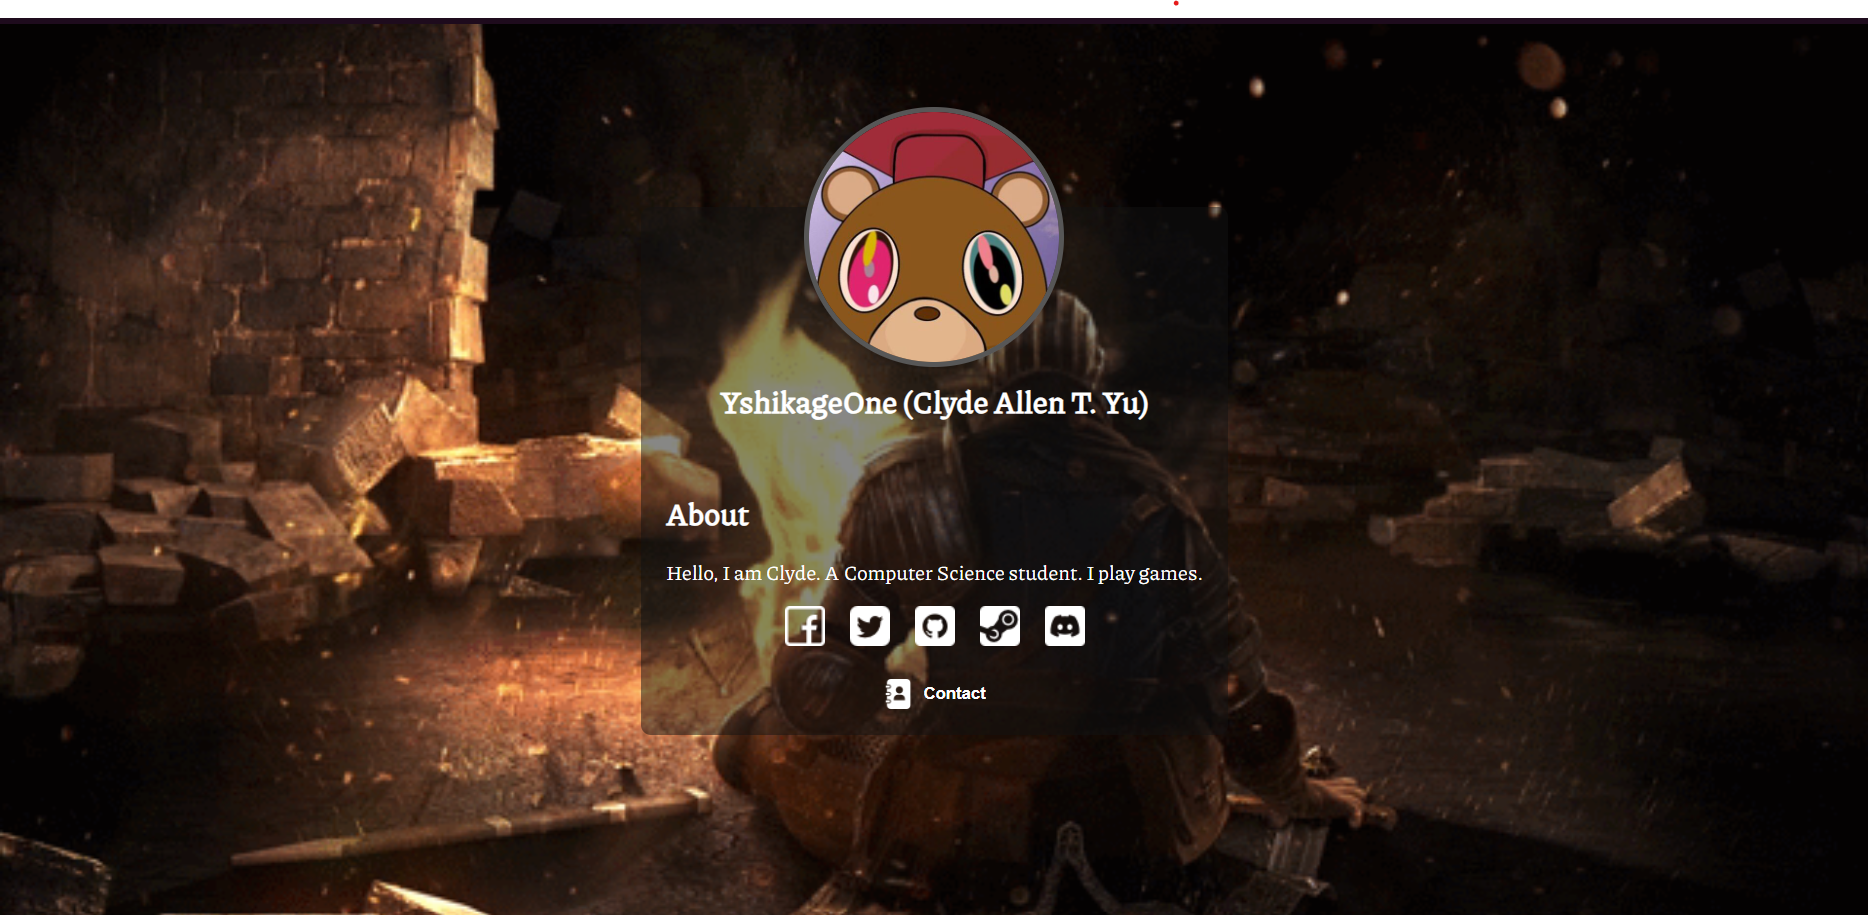 YshikageOne (Clyde Allen T. Yu)
About
Hello, I am Clyde. A Computer Science student. I play games.
Contact